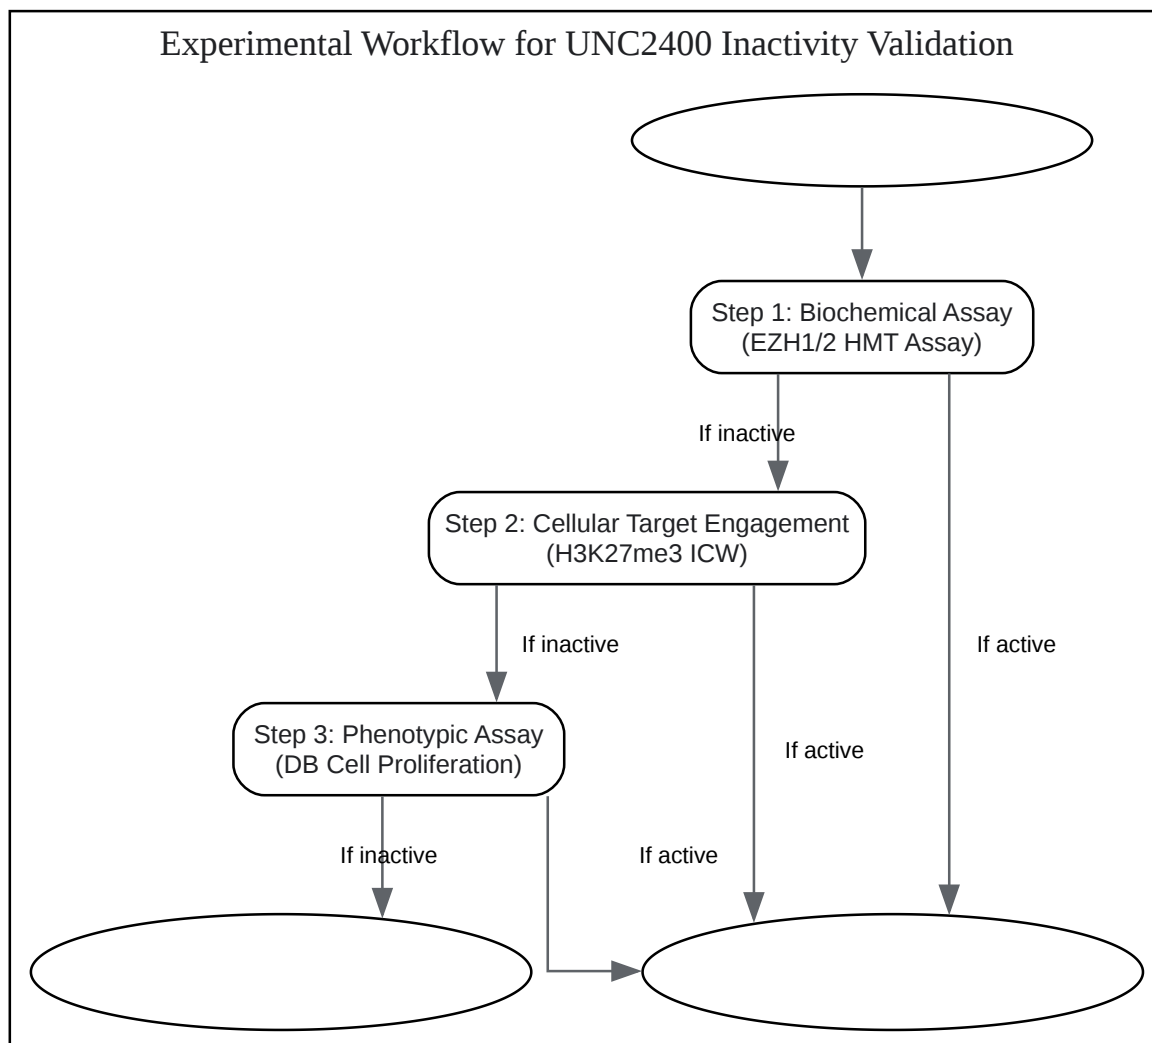 Experimental Workflow for UNC2400 Inactivity Validation
Step 1: Biochemical Assay
(EZH1/2 HMT Assay)
If inactive
Step 2: Cellular Target Engagement
(H3K27me3 ICW)
If inactive
If active
Step 3: Phenotypic Assay
(DB Cell Proliferation)
If active
If inactive
If active